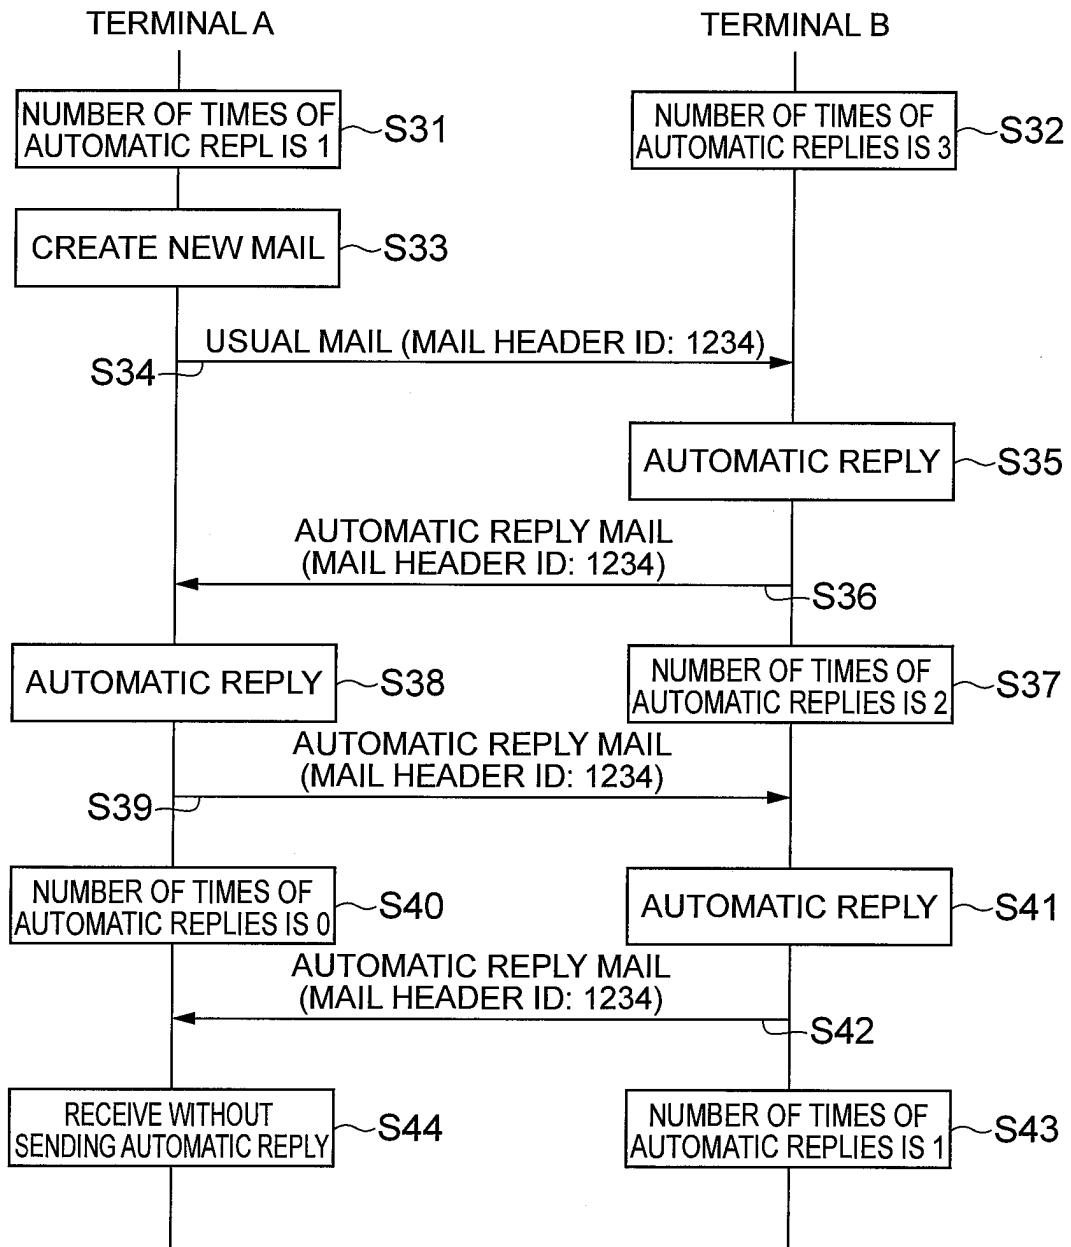 TERMINAL A
TERMINAL B
NUMBER OF TIMES OF
AUTOMATIC REPL IS 1
S31
NUMBER OF TIMES OF
AUTOMATIC REPLIES IS 3
S32
CREATE NEW MAIL
S33
USUAL MAIL (MAIL HEADER ID: 1234)
S34
AUTOMATIC REPLY
S35
AUTOMATIC REPLY MAIL
(MAIL HEADER ID: 1234)
S36
AUTOMATIC REPLY
S38
NUMBER OF TIMES OF
AUTOMATIC REPLIES IS 2
S37
AUTOMATIC REPLY MAIL
(MAIL HEADER ID: 1234)
S39
NUMBER OF TIMES OF
AUTOMATIC REPLIES IS 0
S40
AUTOMATIC REPLY
S41
AUTOMATIC REPLY MAIL
(MAIL HEADER ID: 1234)
S42
RECEIVE WITHOUT
SENDING AUTOMATIC REPLY
S44
NUMBER OF TIMES OF
AUTOMATIC REPLIES IS 1
S43